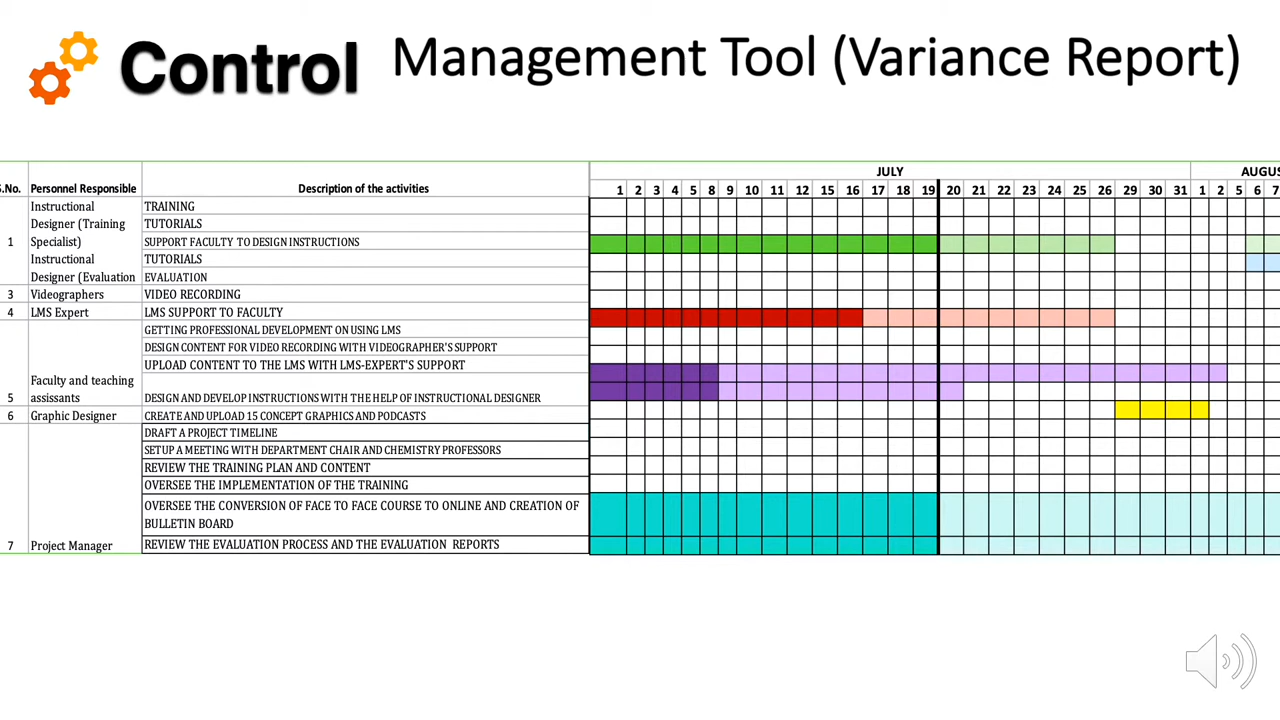 Control Management Tool (Variance Report)
JULY AUGUS
S.No. Personnel Responsible Description of the activities 1 2 3 4 5 8 9 10 11 12 15 16 17 18 19 20 21 22 23 24 25 26 29 30 31 1 2 5 6 7
Instructional TRAINING
Designer (Training TUTORIALS
1 Specialist) SUPPORT FACULTY TO DESIGN INSTRUCTIONS
Instructional TUTORIALS
Designer (Evaluation EVALUATION
3 Videographers VIDEO RECORDING
4 LMS Expert LMS SUPPORT TO FACULTY
GETTING PROFESSIONAL DEVELOPMENT ON USING LMS
DESIGN CONTENT FOR VIDEO RECORDING WITH VIDEOGRAPHER'S SUPPORT
UPLOAD CONTENT TO THE LMS WITH LMS-EXPERT'S SUPPORT
Faculty and teaching
5 assissants DESIGN AND DEVELOP INSTRUCTIONS WITH THE HELP OF INSTRUCTIONAL DESIGNER
6 Graphic Designer CREATE AND UPLOAD 15 CONCEPT GRAPHICS AND PODCASTS
DRAFT A PROJECT TIMELINE
SETUP A MEETING WITH DEPARTMENT CHAIR AND CHEMISTRY PROFESSORS
REVIEW THE TRAINING PLAN AND CONTENT
OVERSEE THE IMPLEMENTATION OF THE TRAINING
OVERSEE THE CONVERSION OF FACE TO FACE COURSE TO ONLINE AND CREATION OF
BULLETIN BOARD
7 Project Manager REVIEW THE EVALUATION PROCESS AND THE EVALUATION REPORTS